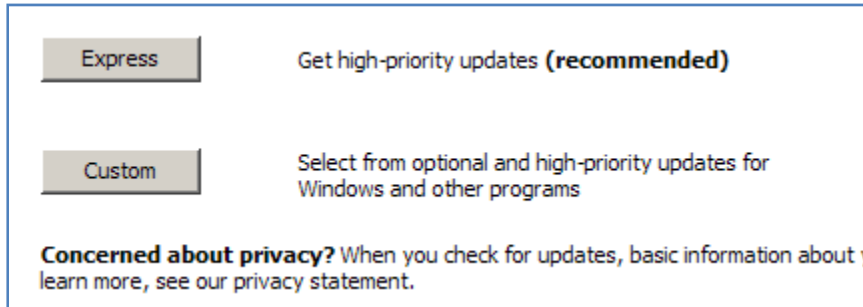 Express
Get high-priority updates (recommended)
Custom
Select from optional and high-priority updates for
Windows and other programs
Concerned about privacy? When you check for updates, basic information about
learn more, see our privacy statement.